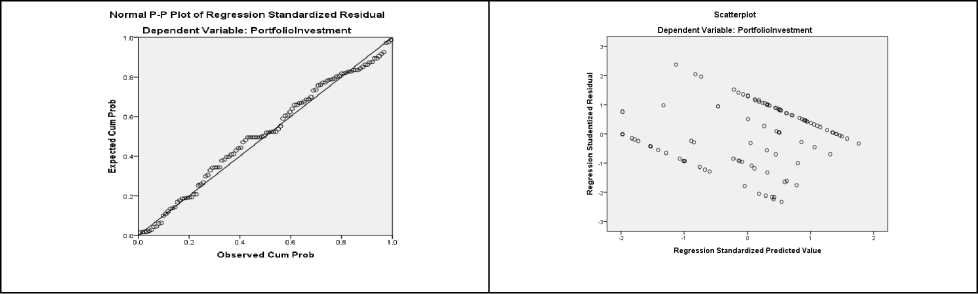 Normal P-P Plot of Regression Standardized Residual
Dependent Variable: PortfolioInvestment
Expected Cum Prob
1.0
0.8
0.6
0.4
0.2
0.0
0.0 0.2 0.4 0.6 0.8 1.0
Observed Cum Prob
Scatterplot
Dependent Variable: PortfolioInvestment
Regression Studentized Residual
3
2
1
0
-1
-2
-3
-2 -1 0 1 2
Regression Standardized Predicted Value